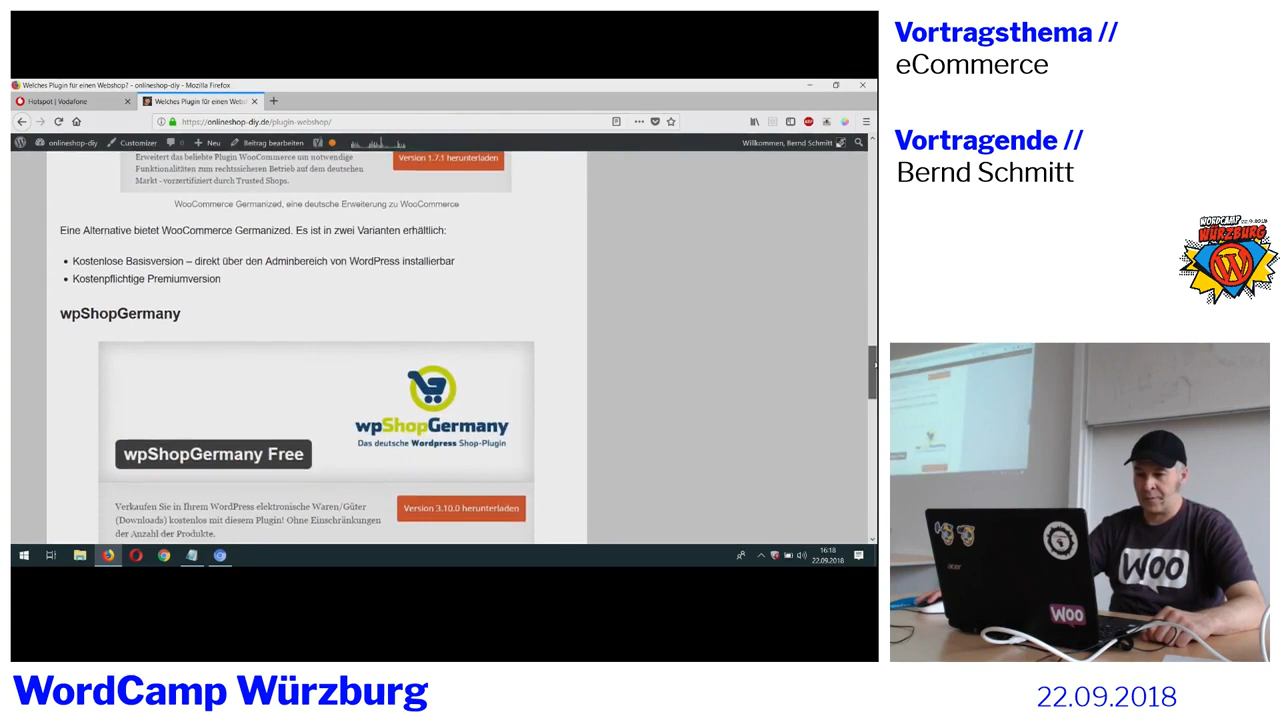 Welches Plugin für einen Webshop? - onlineshop-diy - Mozilla Firefox
Hotspot | Vodafone
Welches Plugin für einen Websh
https://onlineshop-diy.de/plugin-webshop/
onlineshop-diy
Customizer
+ Neu
Beitrag bearbeiten
Willkommen, Bernd Schmitt
Erweitert das beliebte Plugin WooCommerce um notwendige
Funktionalitäten zum rechtssicheren Betrieb auf dem deutschen
Markt - vorzertifiziert durch Trusted Shops.
Version 1.7.1 herunterladen
WooCommerce Germanized, eine deutsche Erweiterung zu WooCommerce
Eine Alternative bietet WooCommerce Germanized. Es ist in zwei Varianten erhältlich:
• Kostenlose Basisversion – direkt über den Adminbereich von WordPress installierbar
• Kostenpflichtige Premiumversion
wpShopGermany
wpShopGermany
Das deutsche Wordpress Shop-Plugin
wpShopGermany Free
Verkaufen Sie in Ihrem WordPress elektronische Waren/Güter
(Downloads) kostenlos mit diesem Plugin! Ohne Einschränkungen
der Anzahl der Produkte.
Version 3.10.0 herunterladen
16:18
22.09.2018
Vortragsthema //
eCommerce
Vortragende //
Bernd Schmitt
WORDCAMP 22.9.2018
WÜRZBURG
acer
WOO
WOO
WordCamp Würzburg
22.09.2018